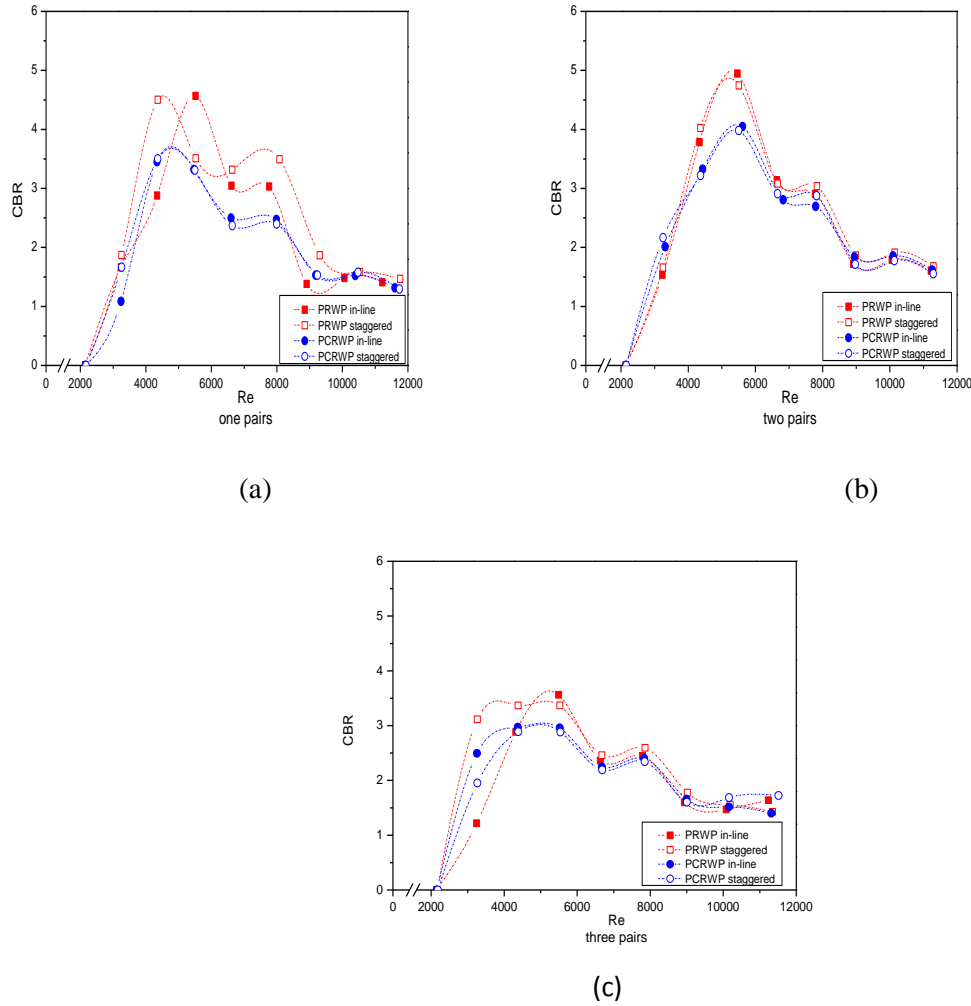 6
5
4
3
2
1
0
CBR
0 2000 4000 6000 8000 10000 12000
Re
one pairs
PRWP in-line
PRWP staggered
PCRWP in-line
PCRWP staggered
(a)
6
5
4
3
2
1
0
CBR
0 2000 4000 6000 8000 10000 12000
Re
two pairs
PRWP in-line
PRWP staggered
PCRWP in-line
PCRWP staggered
(b)
6
5
4
3
2
1
0
CBR
0 2000 4000 6000 8000 10000 12000
Re
three pairs
PRWP in-line
PRWP staggered
PCRWP in-line
PCRWP staggered
(c)